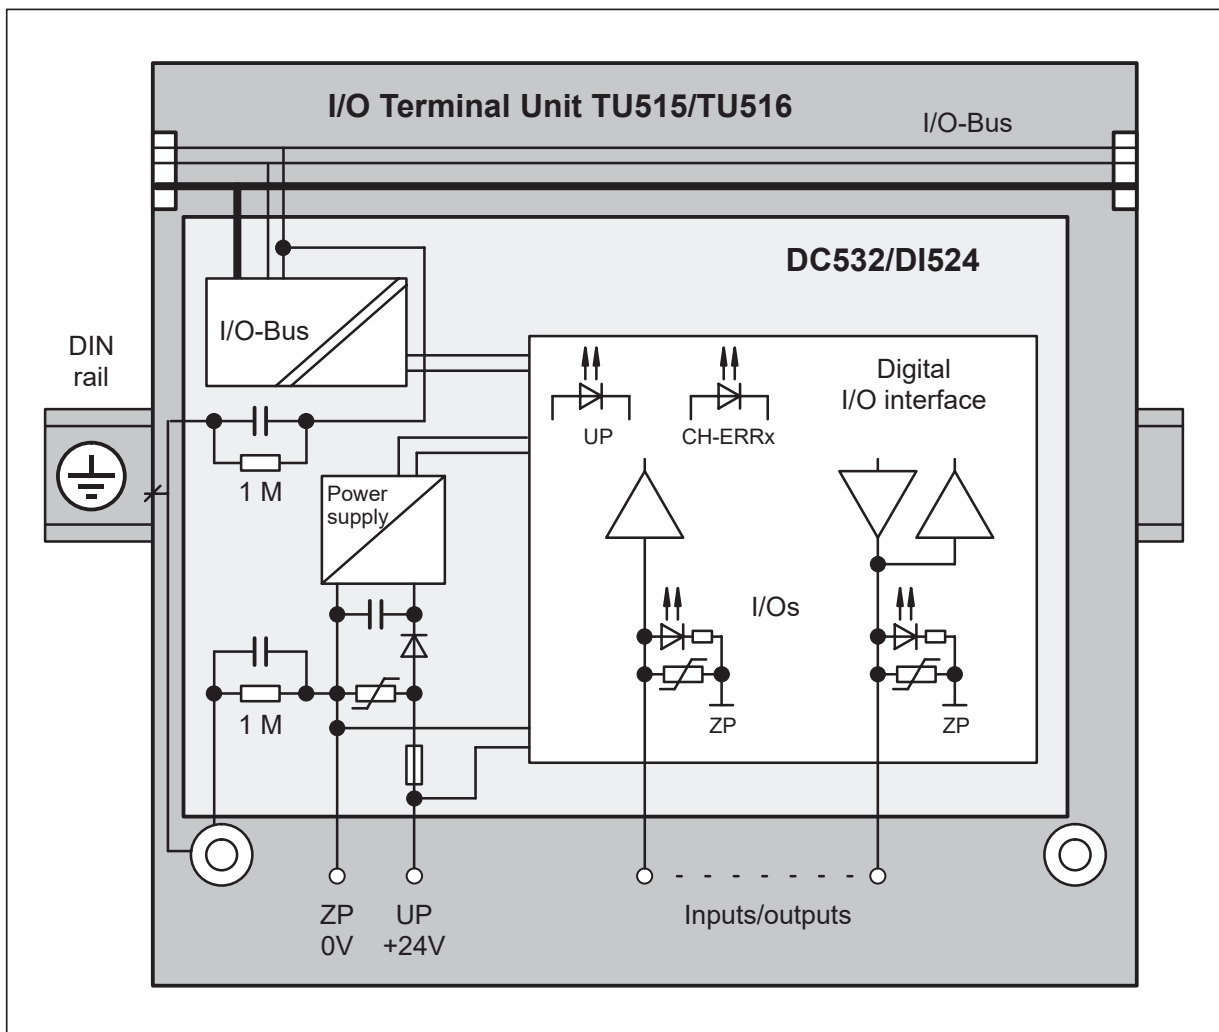 I/O Terminal Unit TU515/TU516
I/O-Bus
DC532/DI524
I/O-Bus
DIN
rail
Digital
I/O interface
UP
CH-ERRx
1 M
Power
supply
I/Os
1 M
ZP
ZP
ZP
0V
UP
+24V
Inputs/outputs